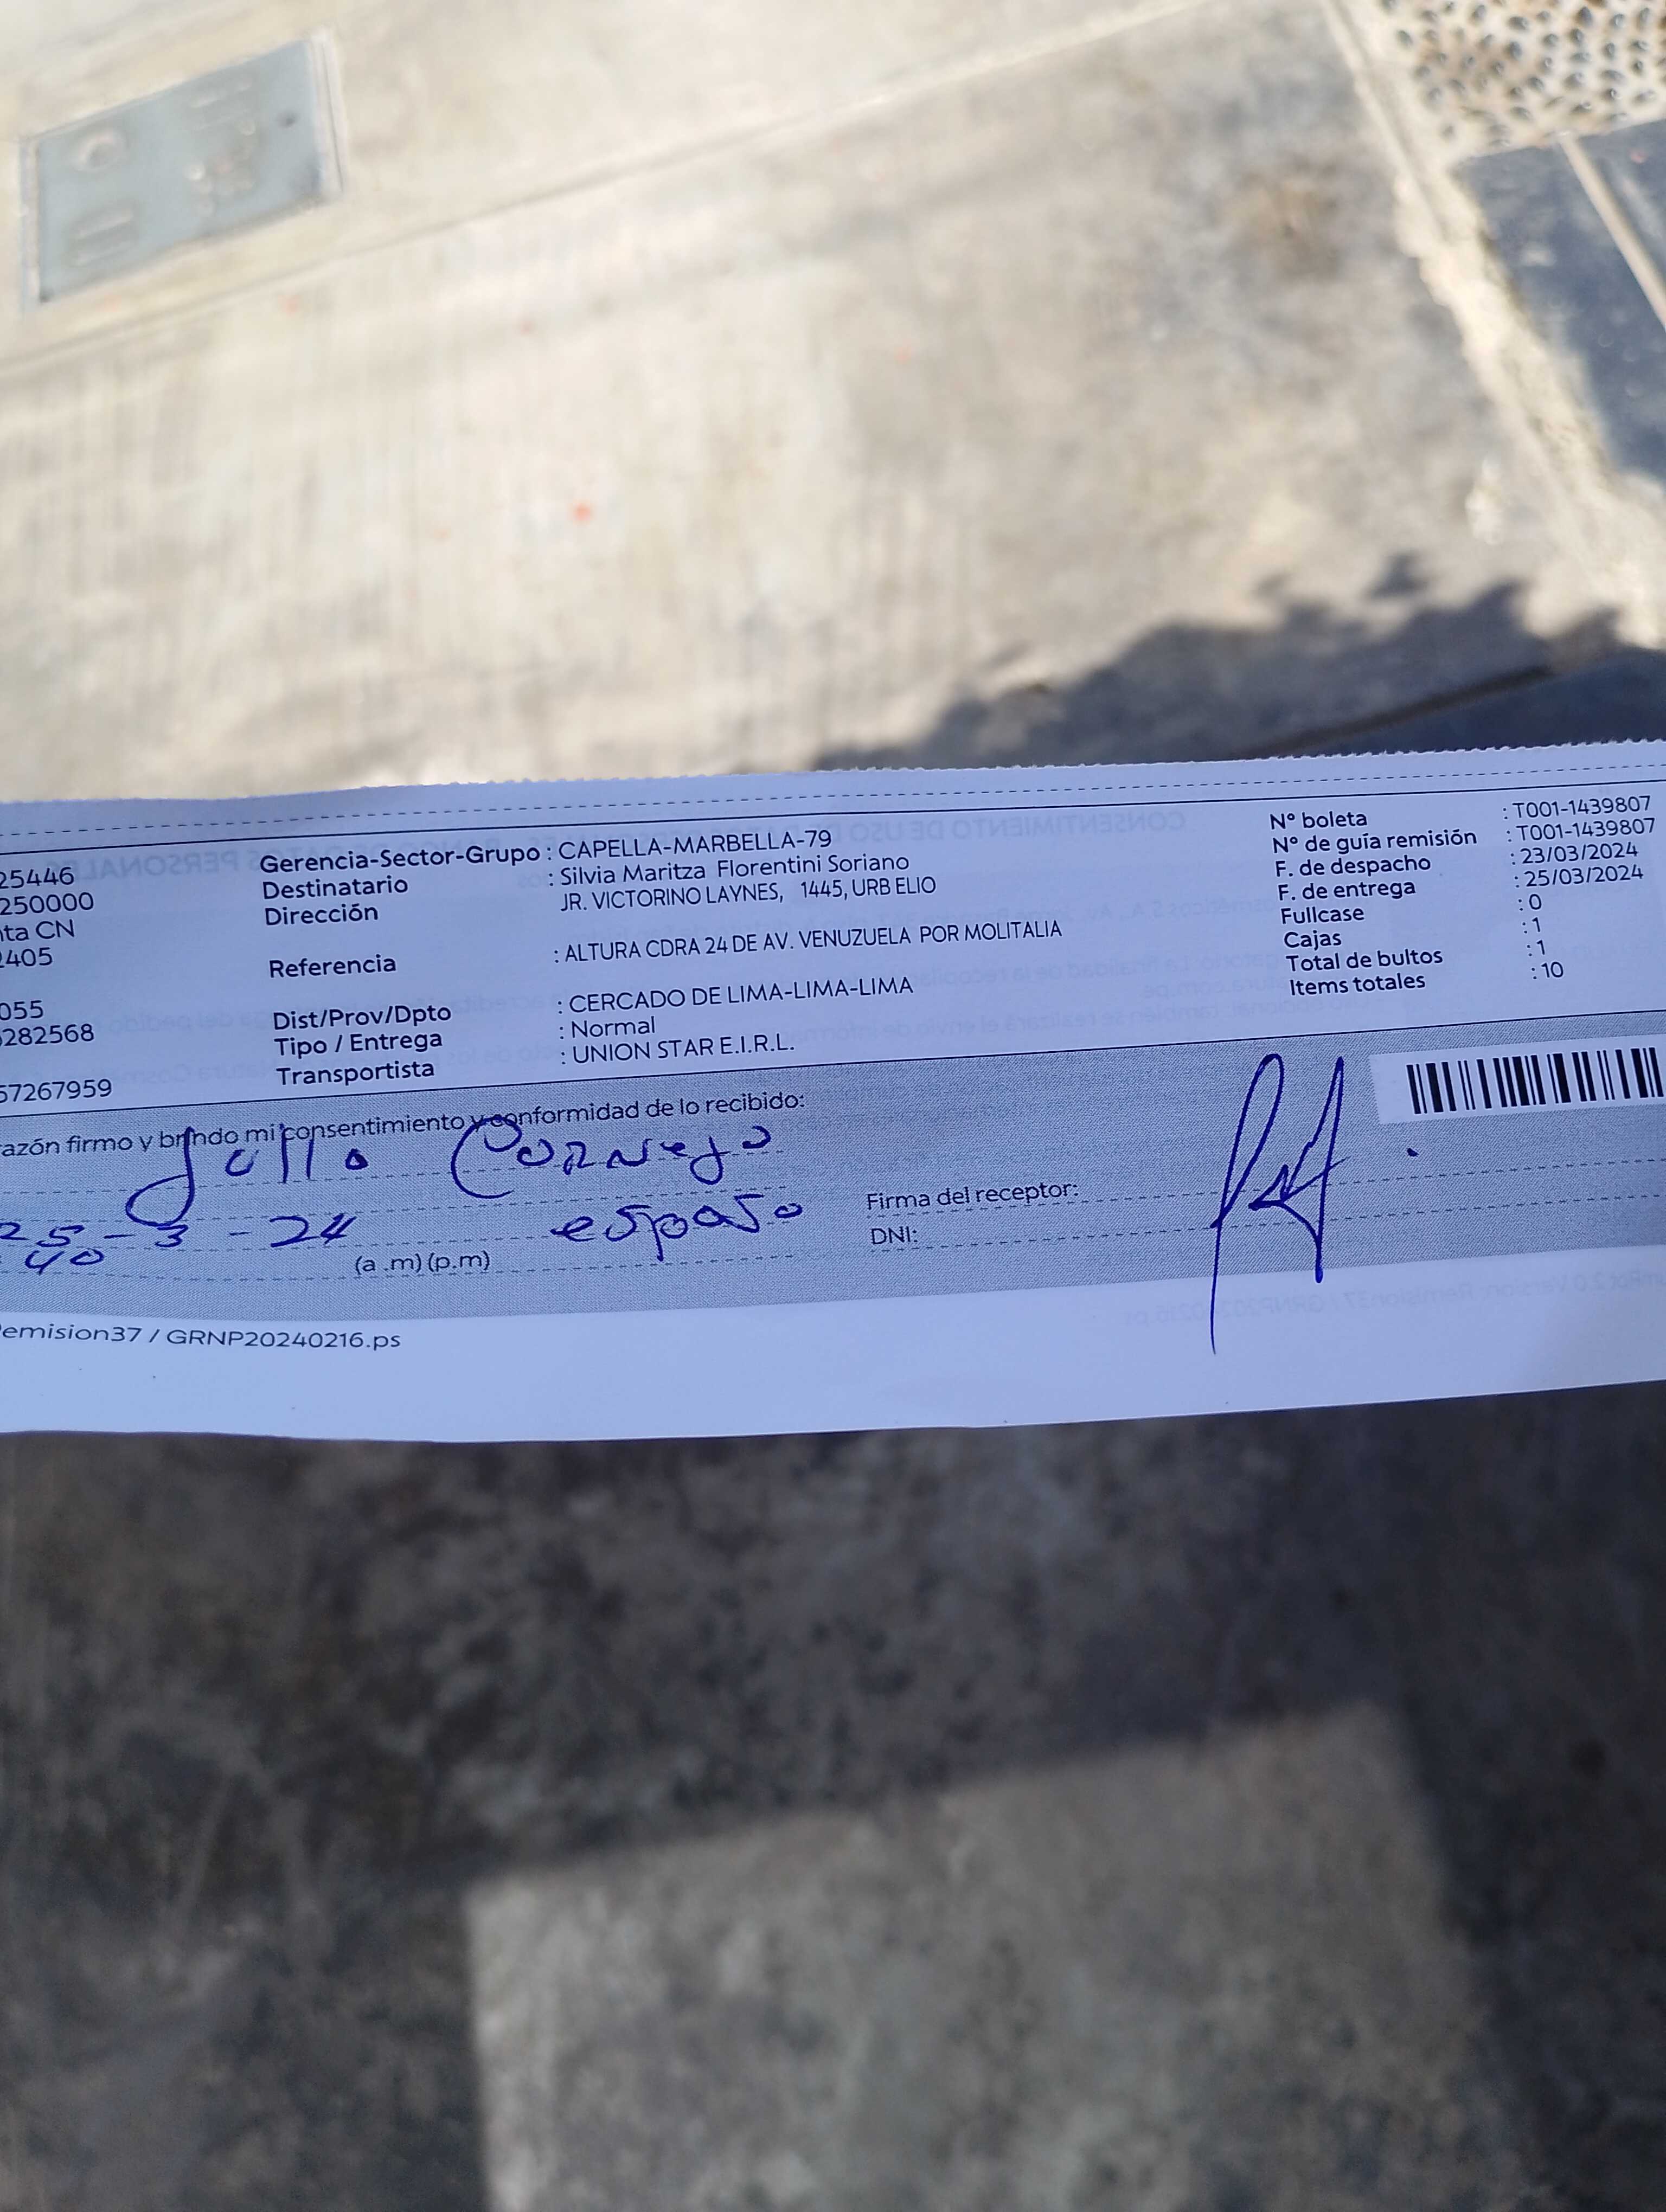 25446
250000
nta CN
2405
055
282568
57267959
Gerencia-Sector-Grupo : CAPELLA-MARBELLA-79
Destinatario : Silvia Maritza Florentini Soriano
Dirección JR. VICTORINO LAYNES, 1445, URB ELIO
Referencia : ALTURA CDRA 24 DE AV. VENUZUELA POR MOLITALIA
Dist/Prov/Dpto : CERCADO DE LIMA-LIMA-LIMA
Tipo / Entrega : Normal
Transportista : UNION STAR E.I.R.L.
N° boleta : T001-1439807
N° de guía remisión : T001-1439807
F. de despacho : 23/03/2024
F. de entrega : 25/03/2024
Fullcase : 0
Cajas : 1
Total de bultos : 1
Items totales : 10
azón firmo y brindo mi consentimiento y conformidad de lo recibido:
Julio Cornejo
25-3-24 esposo
40 (a .m) (p.m)
Firma del receptor:
DNI:
emision37 / GRNP20240216.ps